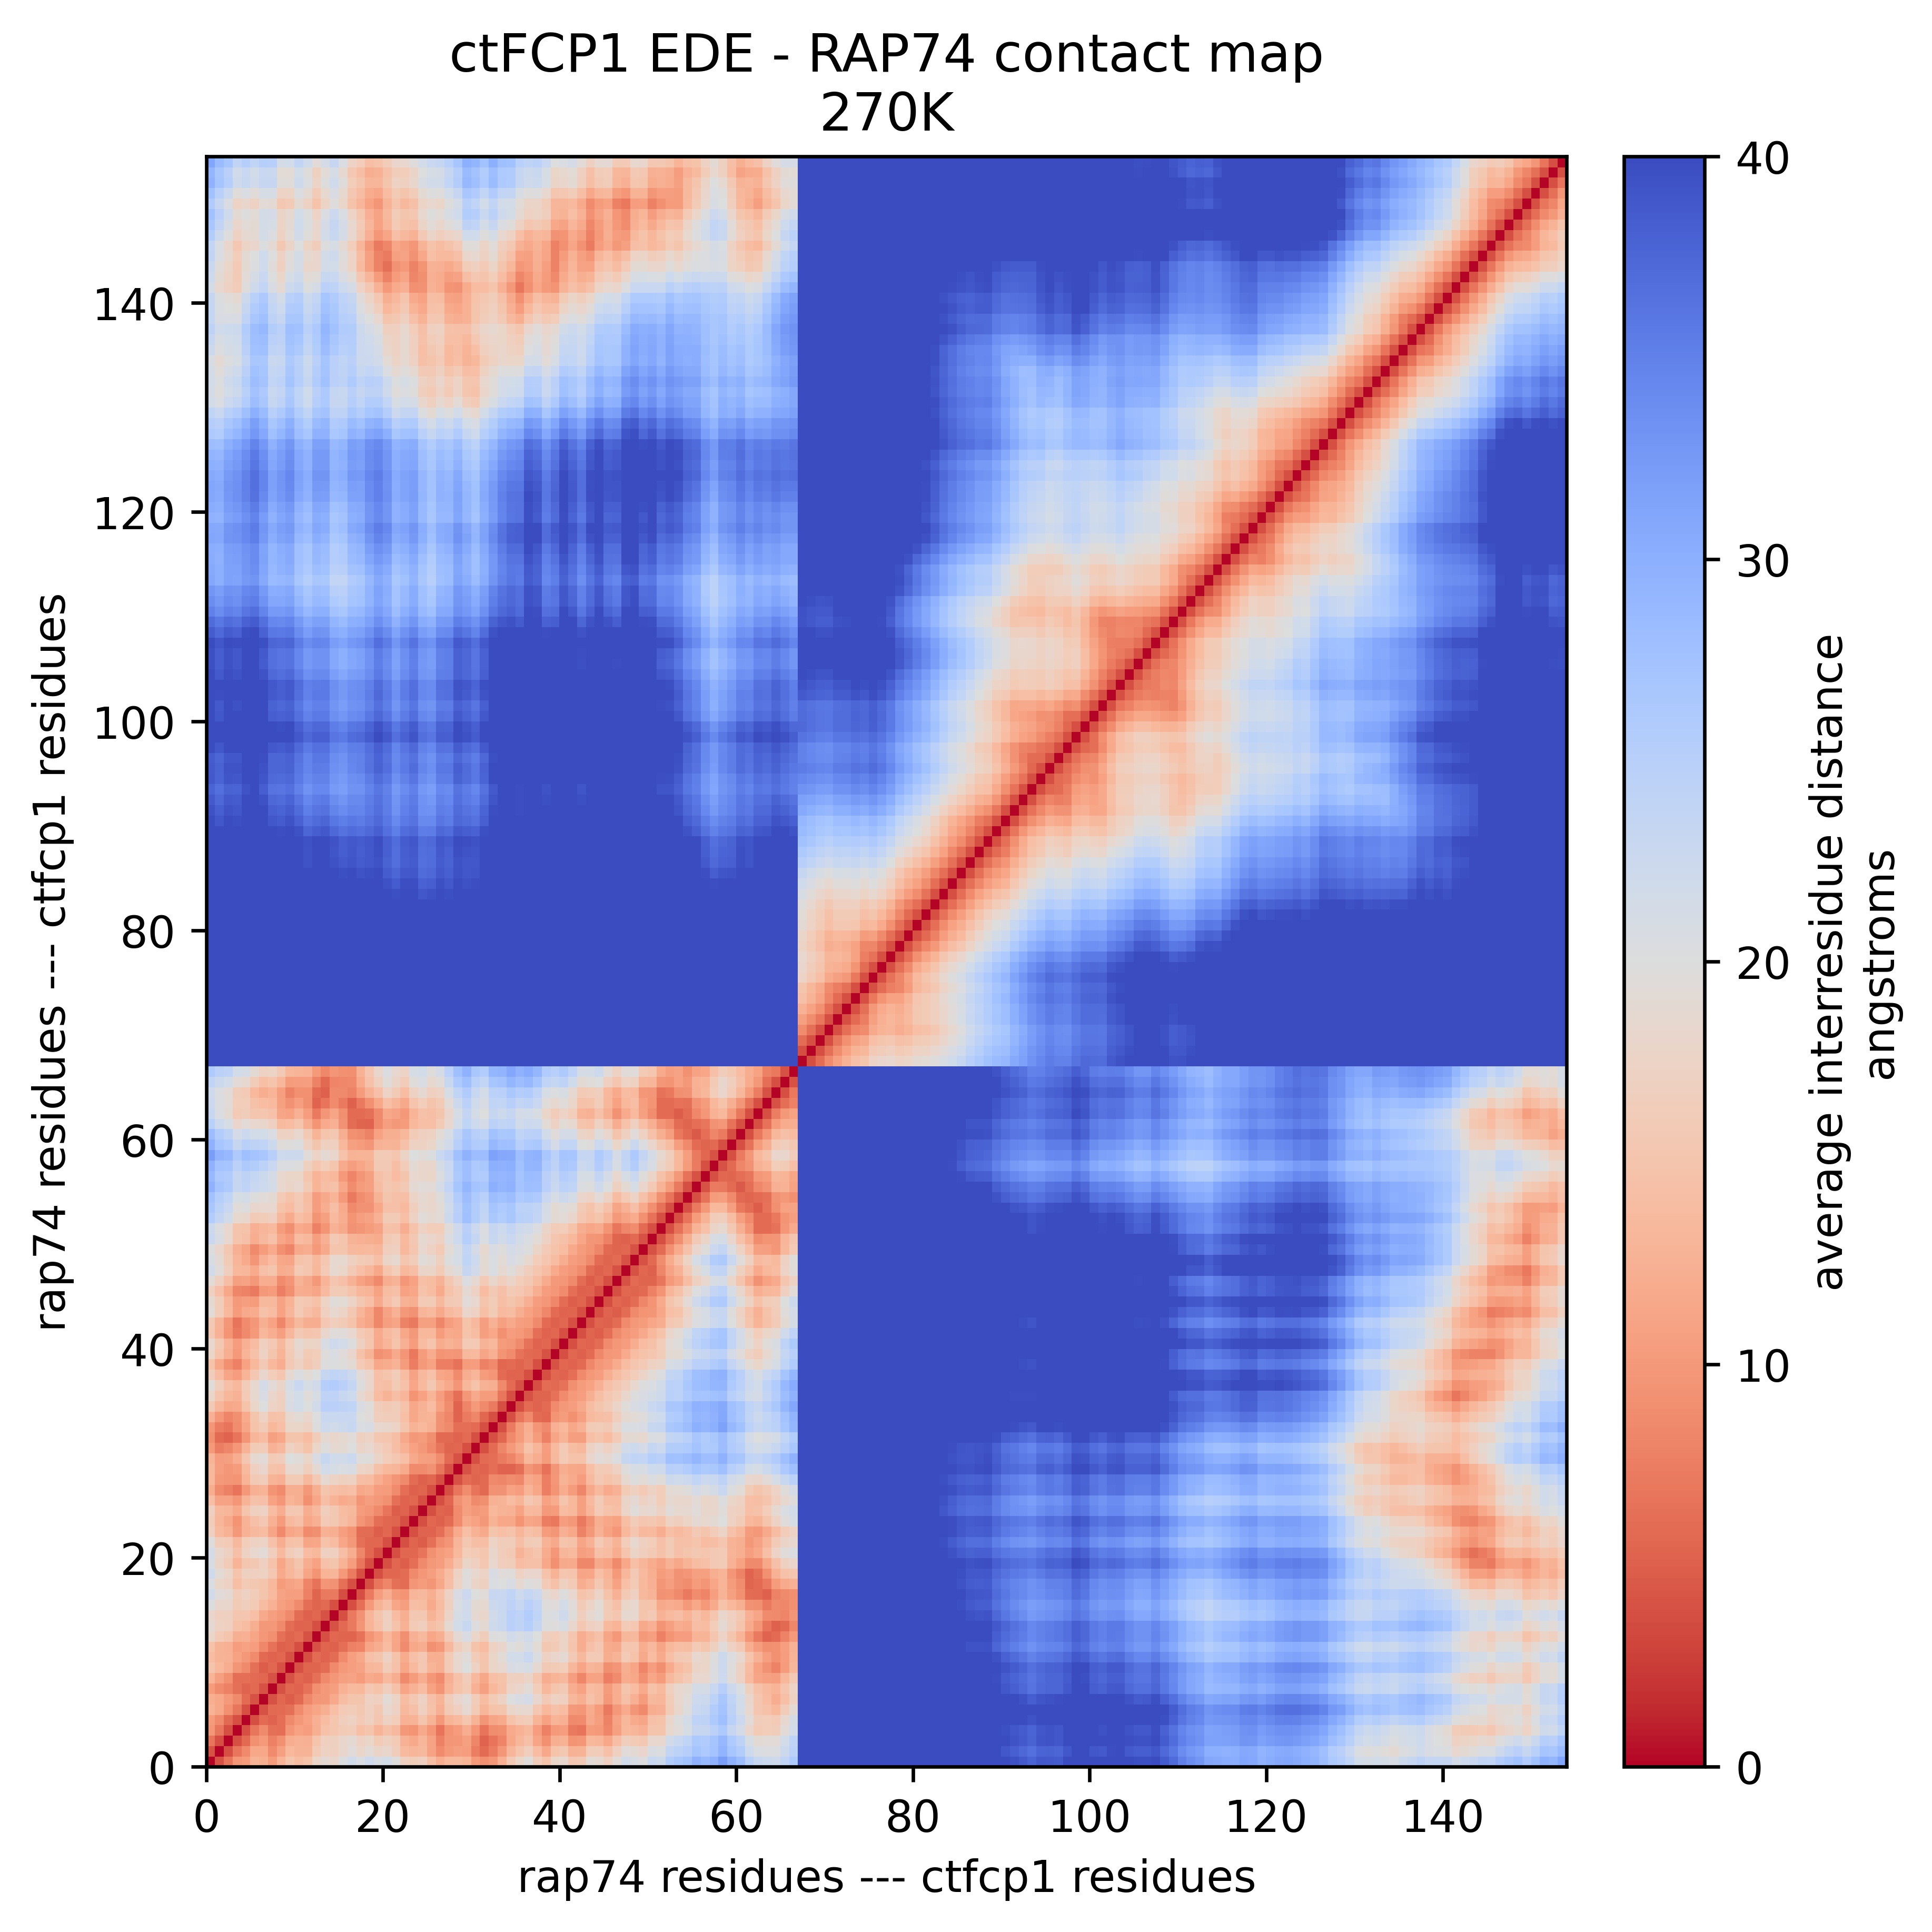 ctFCP1 EDE - RAP74 contact map
270K
rap74 residues --- ctfcp1 residues
140
120
100
80
60
40
20
0
0 20 40 60 80 100 120 140
rap74 residues --- ctfcp1 residues
40
30
20
10
0
average interresidue distance
angstroms